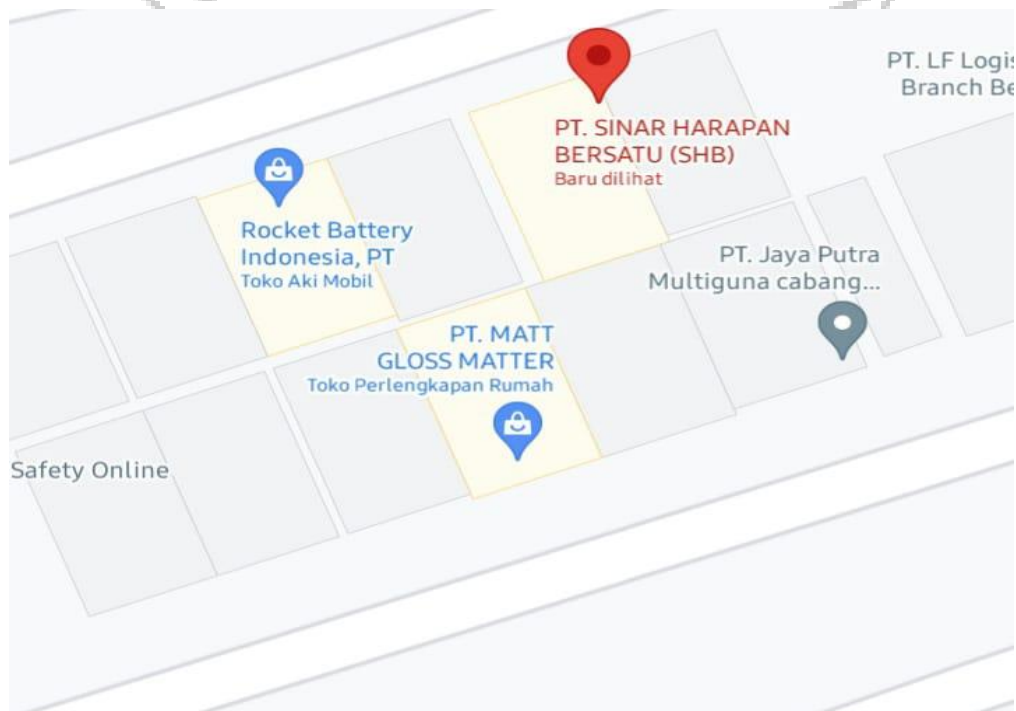 PT. LF Logis
Branch Be
PT. SINAR HARAPAN
BERSATU (SHB)
Baru dilihat
Rocket Battery
Indonesia, PT
Toko Aki Mobil
PT. Jaya Putra
Multiguna cabang...
PT. MATT
GLOSS MATTER
Toko Perlengkapan Rumah
Safety Online